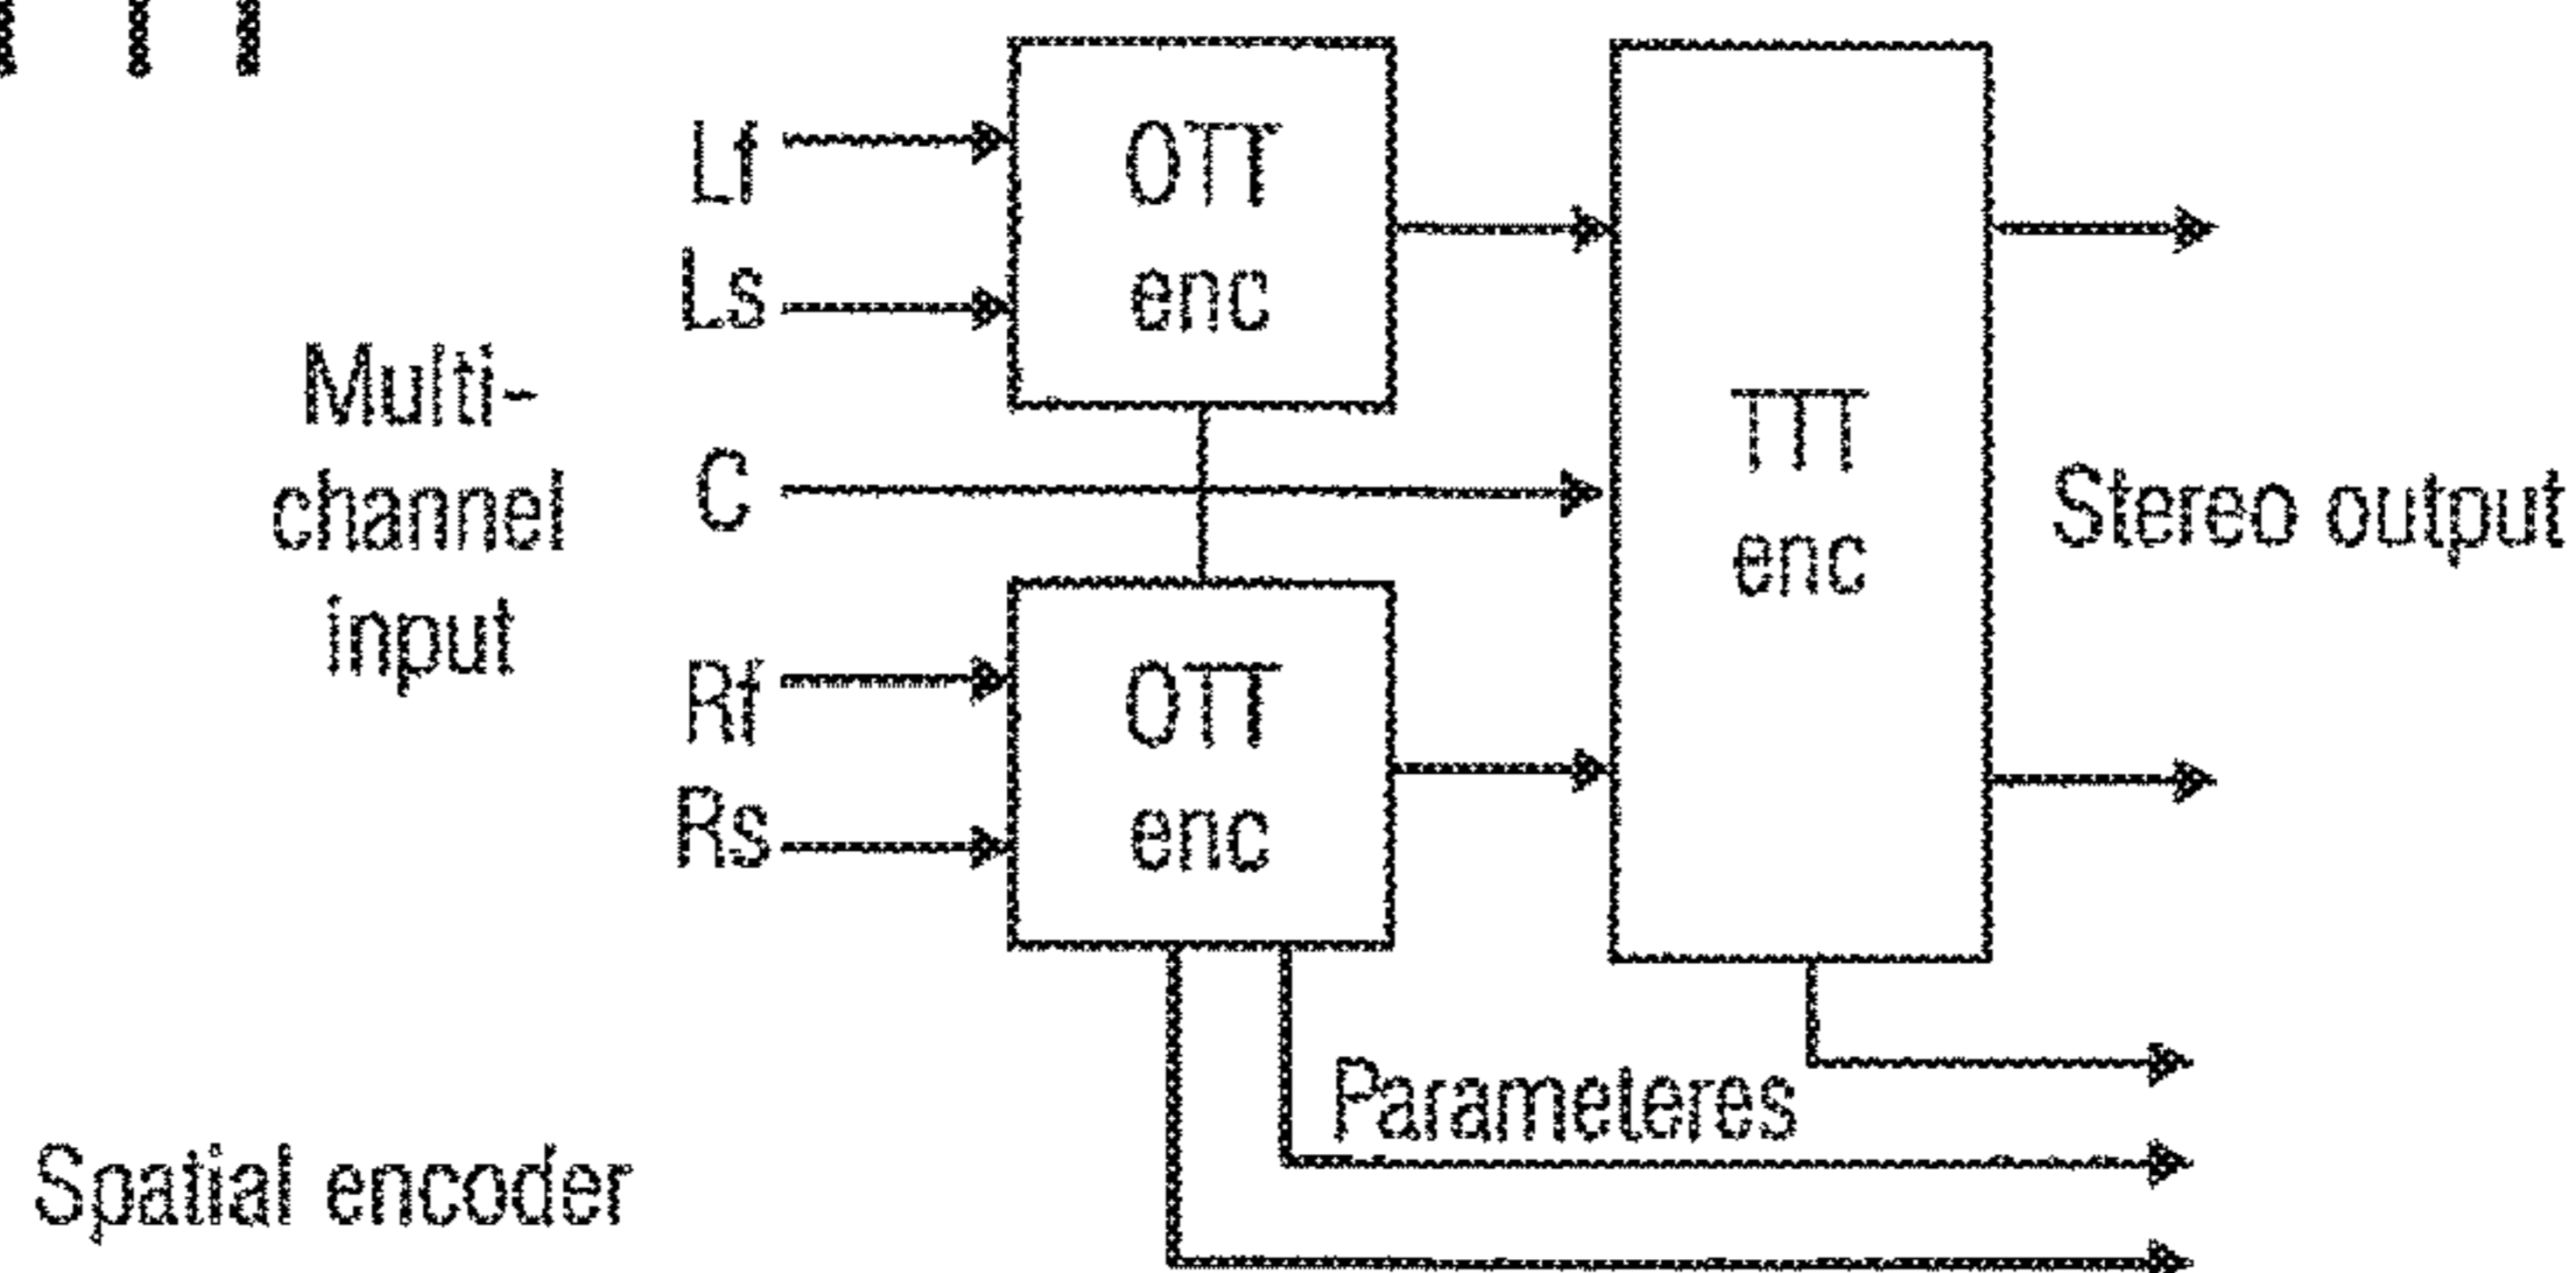 Lf
OTT
enc
Ls
Multi-
channel
input
C
TTT
enc
Stereo output
Rf
OTT
enc
Rs
Parameteres
Spatial encoder